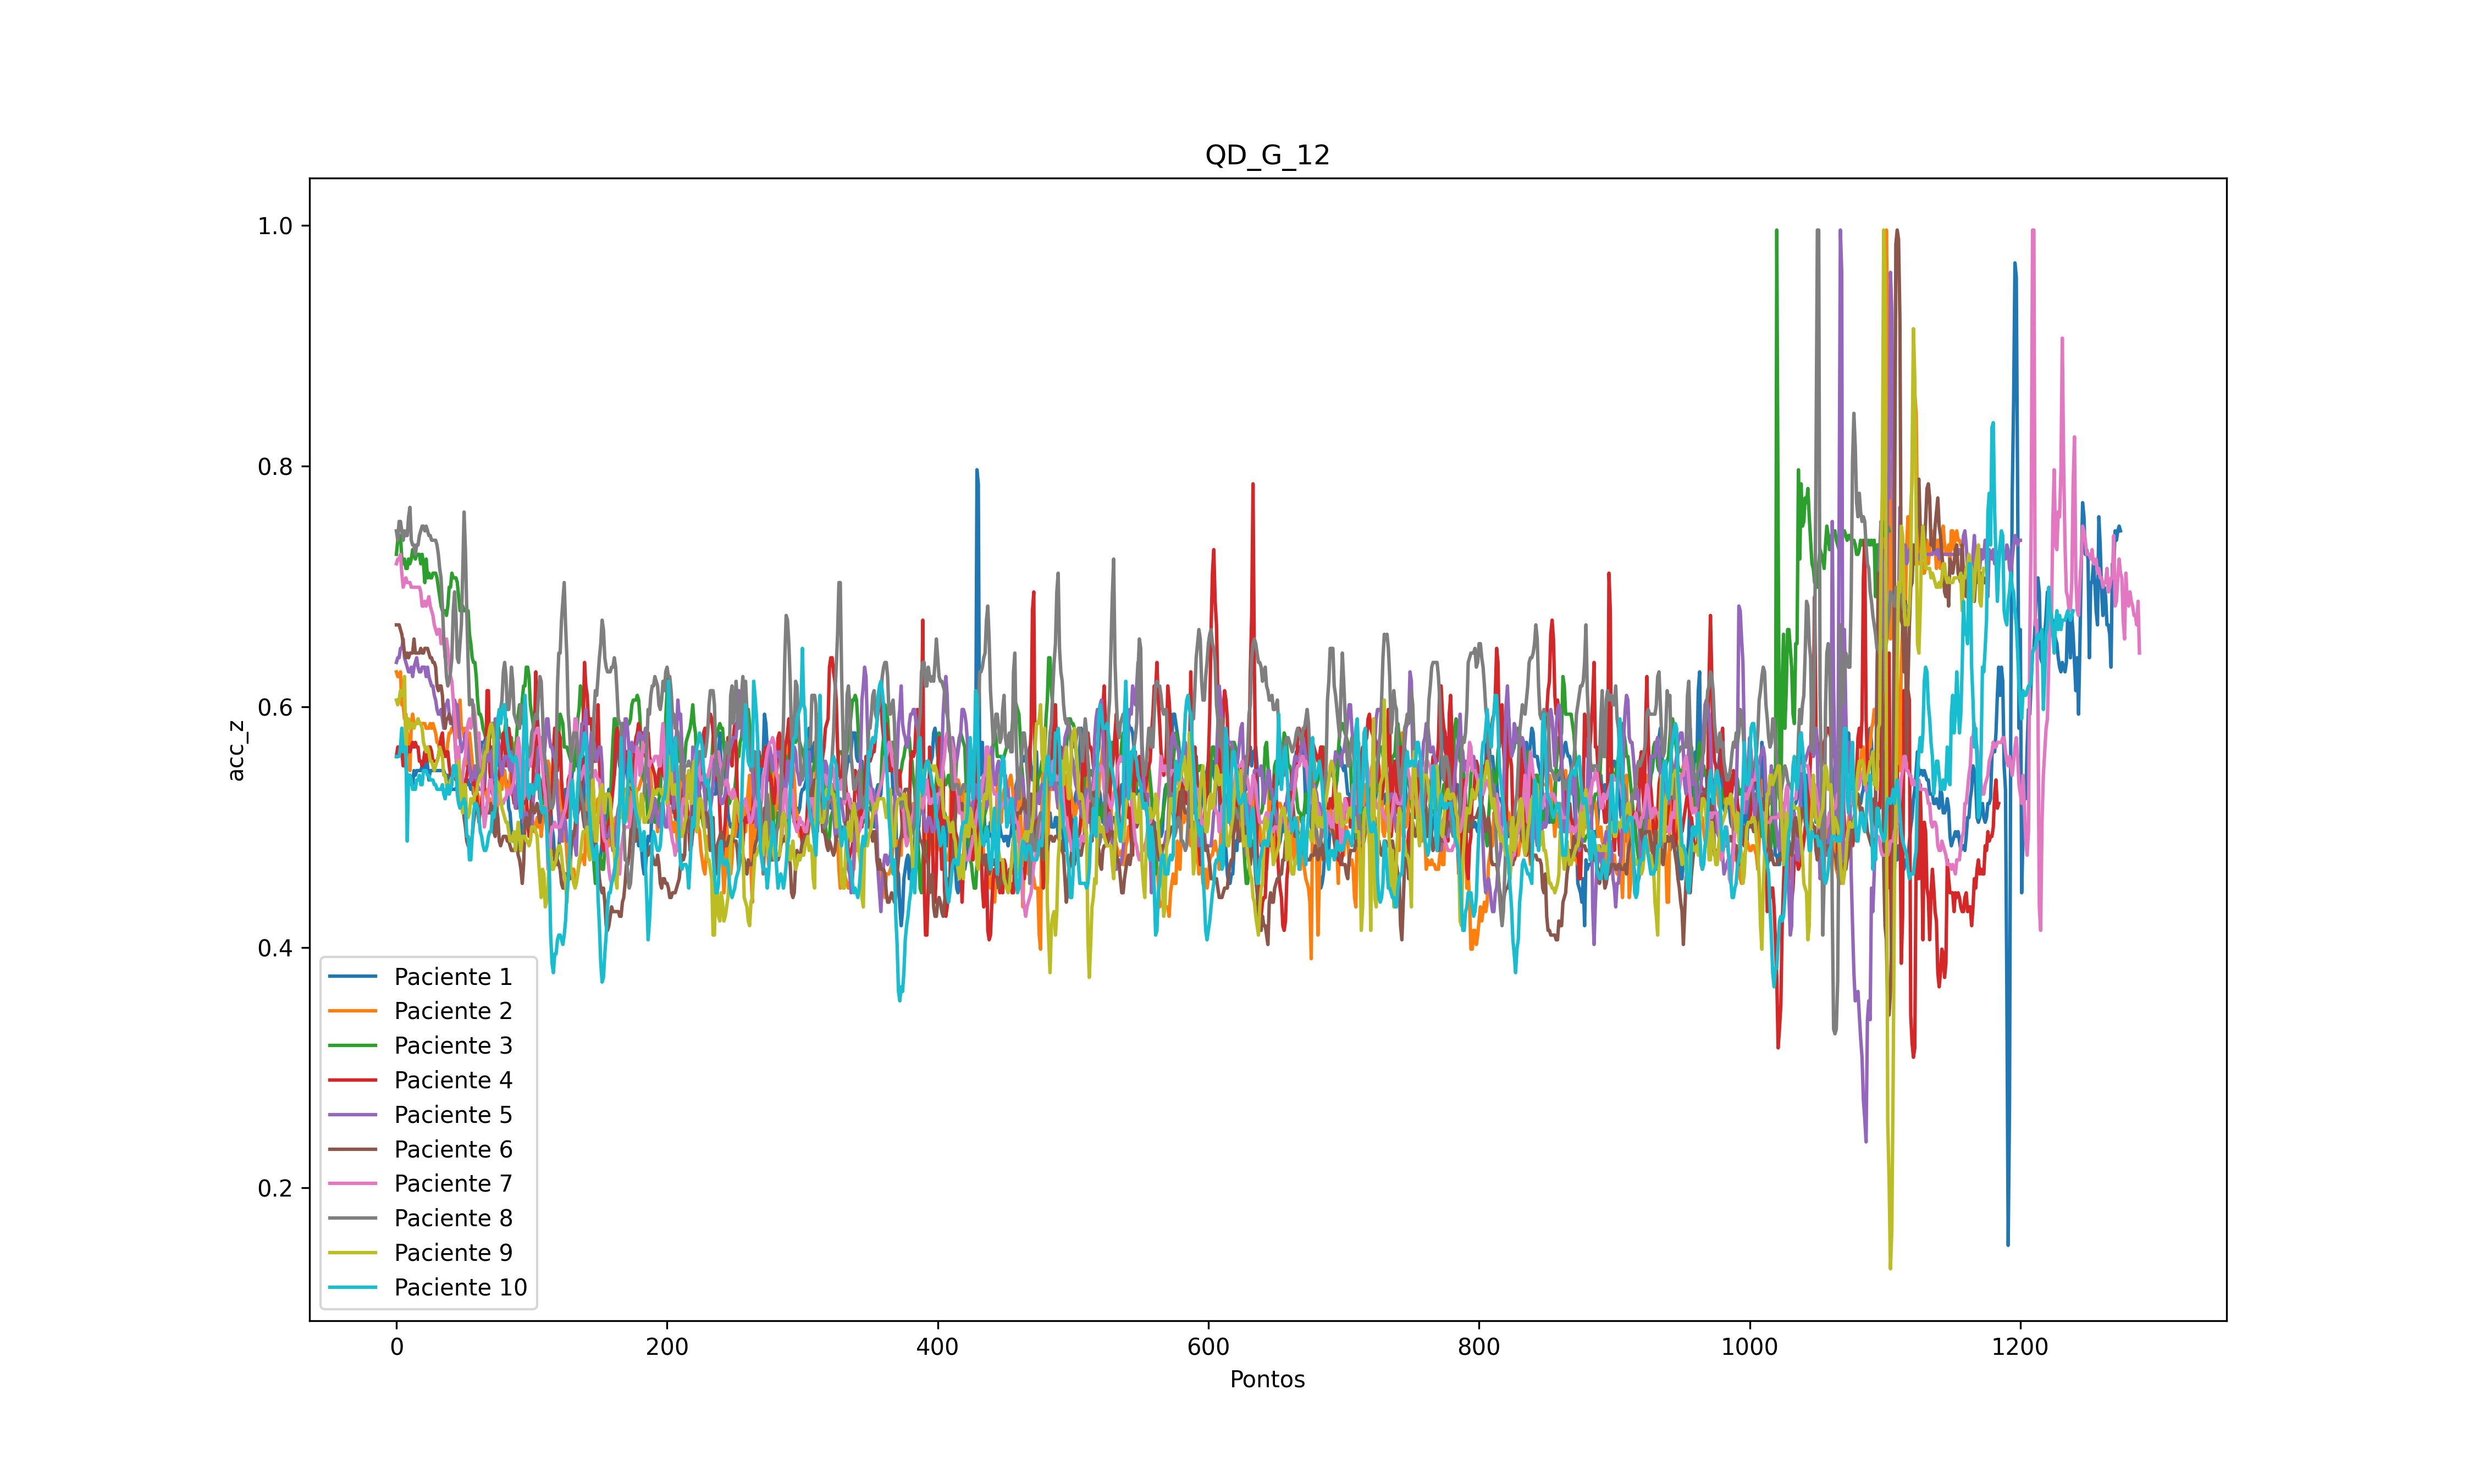 QD_G_12
1.0
0.8
0.6
0.4
0.2
acc_z
Paciente 1
Paciente 2
Paciente 3
Paciente 4
Paciente 5
Paciente 6
Paciente 7
Paciente 8
Paciente 9
Paciente 10
0 200 400 600 800 1000 1200
Pontos